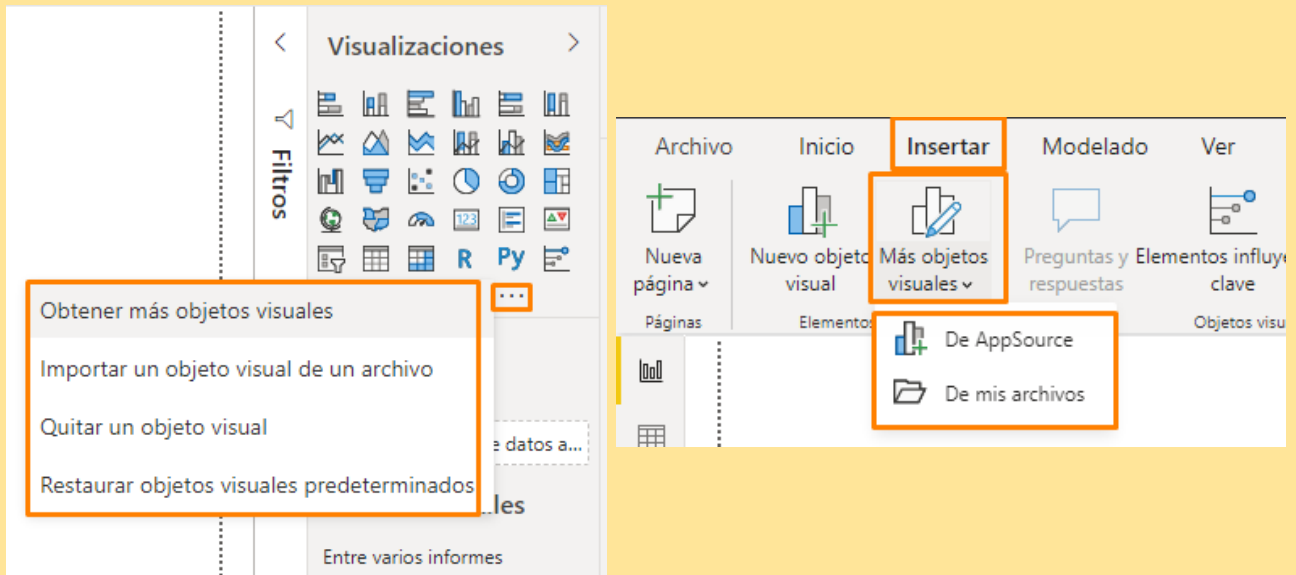 Visualizaciones
Filtros
123
R
Py
...
Obtener más objetos visuales
Importar un objeto visual de un archivo
Quitar un objeto visual
Restaurar objetos visuales predeterminados
e datos a...
...les
Entre varios informes
Archivo
Inicio
Insertar
Modelado
Ver
Nueva
página
Nuevo objeto
visual
Más objetos
visuales
Preguntas y
respuestas
Elementos influye
clave
Páginas
Elementos
Objetos visu
De AppSource
De mis archivos